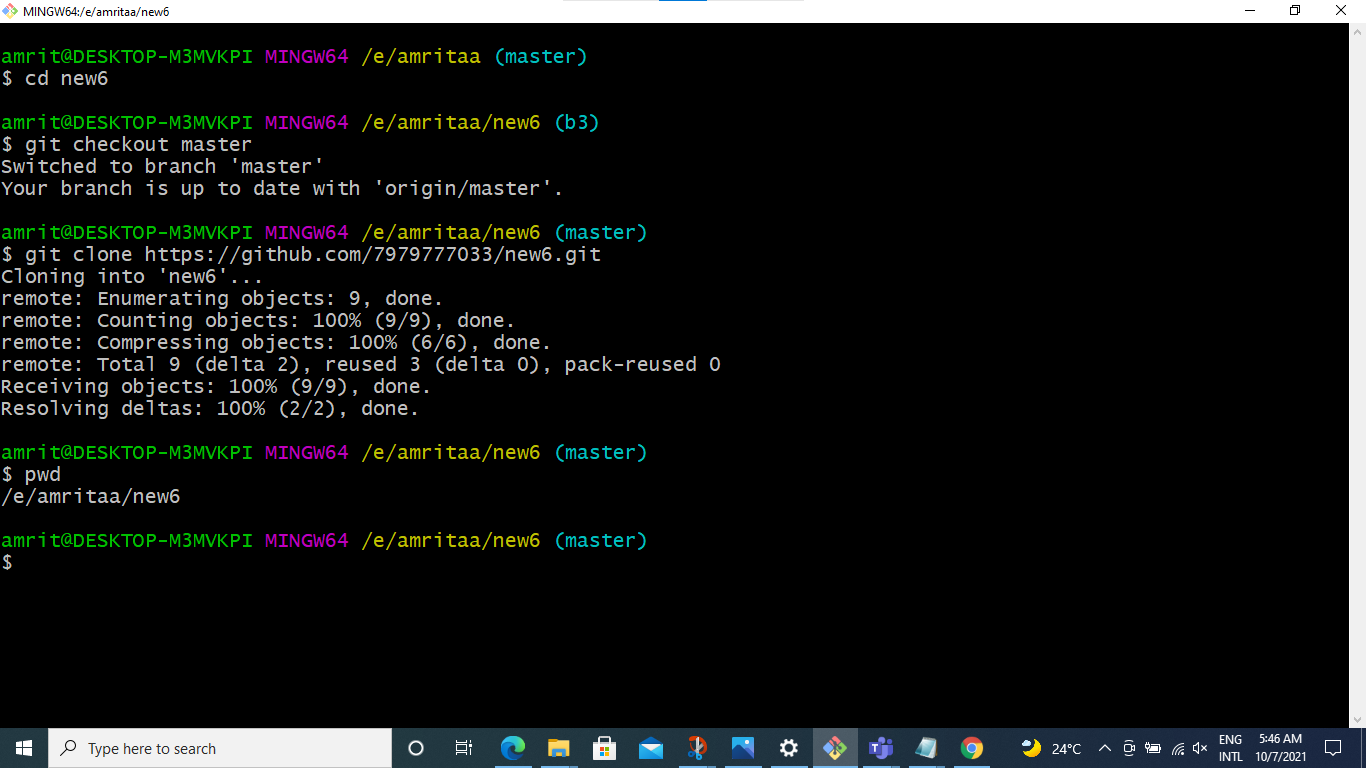 MINGW64:/e/amritaa/new6
amrit@DESKTOP-M3MVKPI MINGW64 /e/amritaa (master)
$ cd new6
amrit@DESKTOP-M3MVKPI MINGW64 /e/amritaa/new6 (b3)
$ git checkout master
Switched to branch 'master'
Your branch is up to date with 'origin/master'.
amrit@DESKTOP-M3MVKPI MINGW64 /e/amritaa/new6 (master)
$ git clone https://github.com/7979777033/new6.git
Cloning into 'new6'...
remote: Enumerating objects: 9, done.
remote: Counting objects: 100% (9/9), done.
remote: Compressing objects: 100% (6/6), done.
remote: Total 9 (delta 2), reused 3 (delta 0), pack-reused 0
Receiving objects: 100% (9/9), done.
Resolving deltas: 100% (2/2), done.
amrit@DESKTOP-M3MVKPI MINGW64 /e/amritaa/new6 (master)
$ pwd
/e/amritaa/new6
amrit@DESKTOP-M3MVKPI MINGW64 /e/amritaa/new6 (master)
$
Type here to search
24°C
ENG
INTL
5:46 AM
10/7/2021